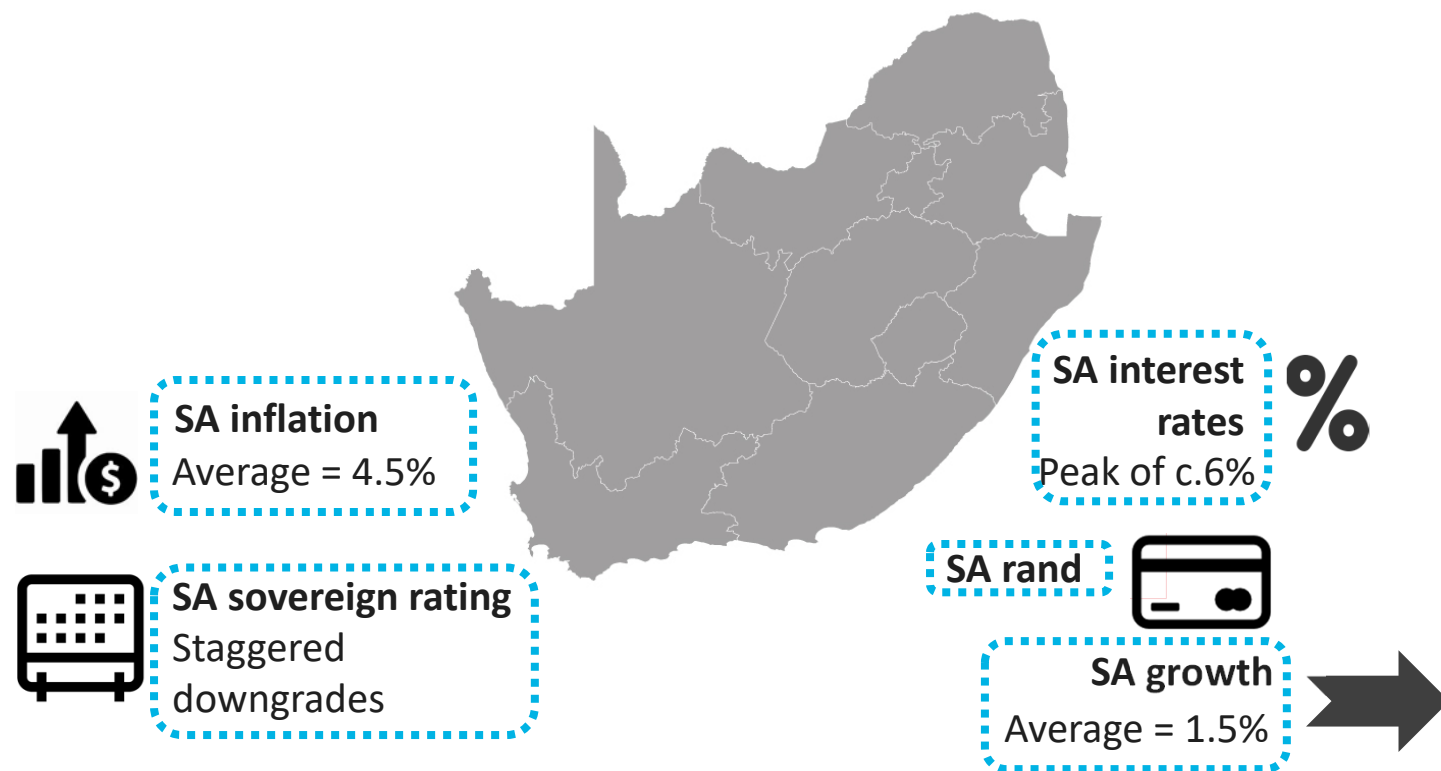 SA inflation
Average = 4.5%
SA sovereign rating
Staggered
downgrades
SA interest
rates
Peak of c.6%
SA rand
SA growth
Average = 1.5%
$